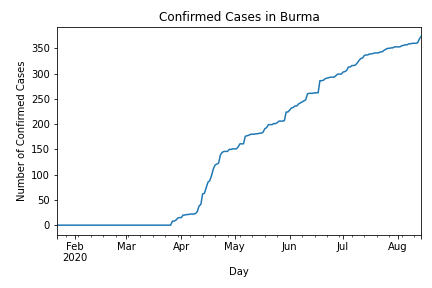 Confirmed Cases in Burma
Number of Confirmed Cases
350
300
250
200
150
100
50
0
Feb Mar Apr May Jun Jul Aug
2020
Day